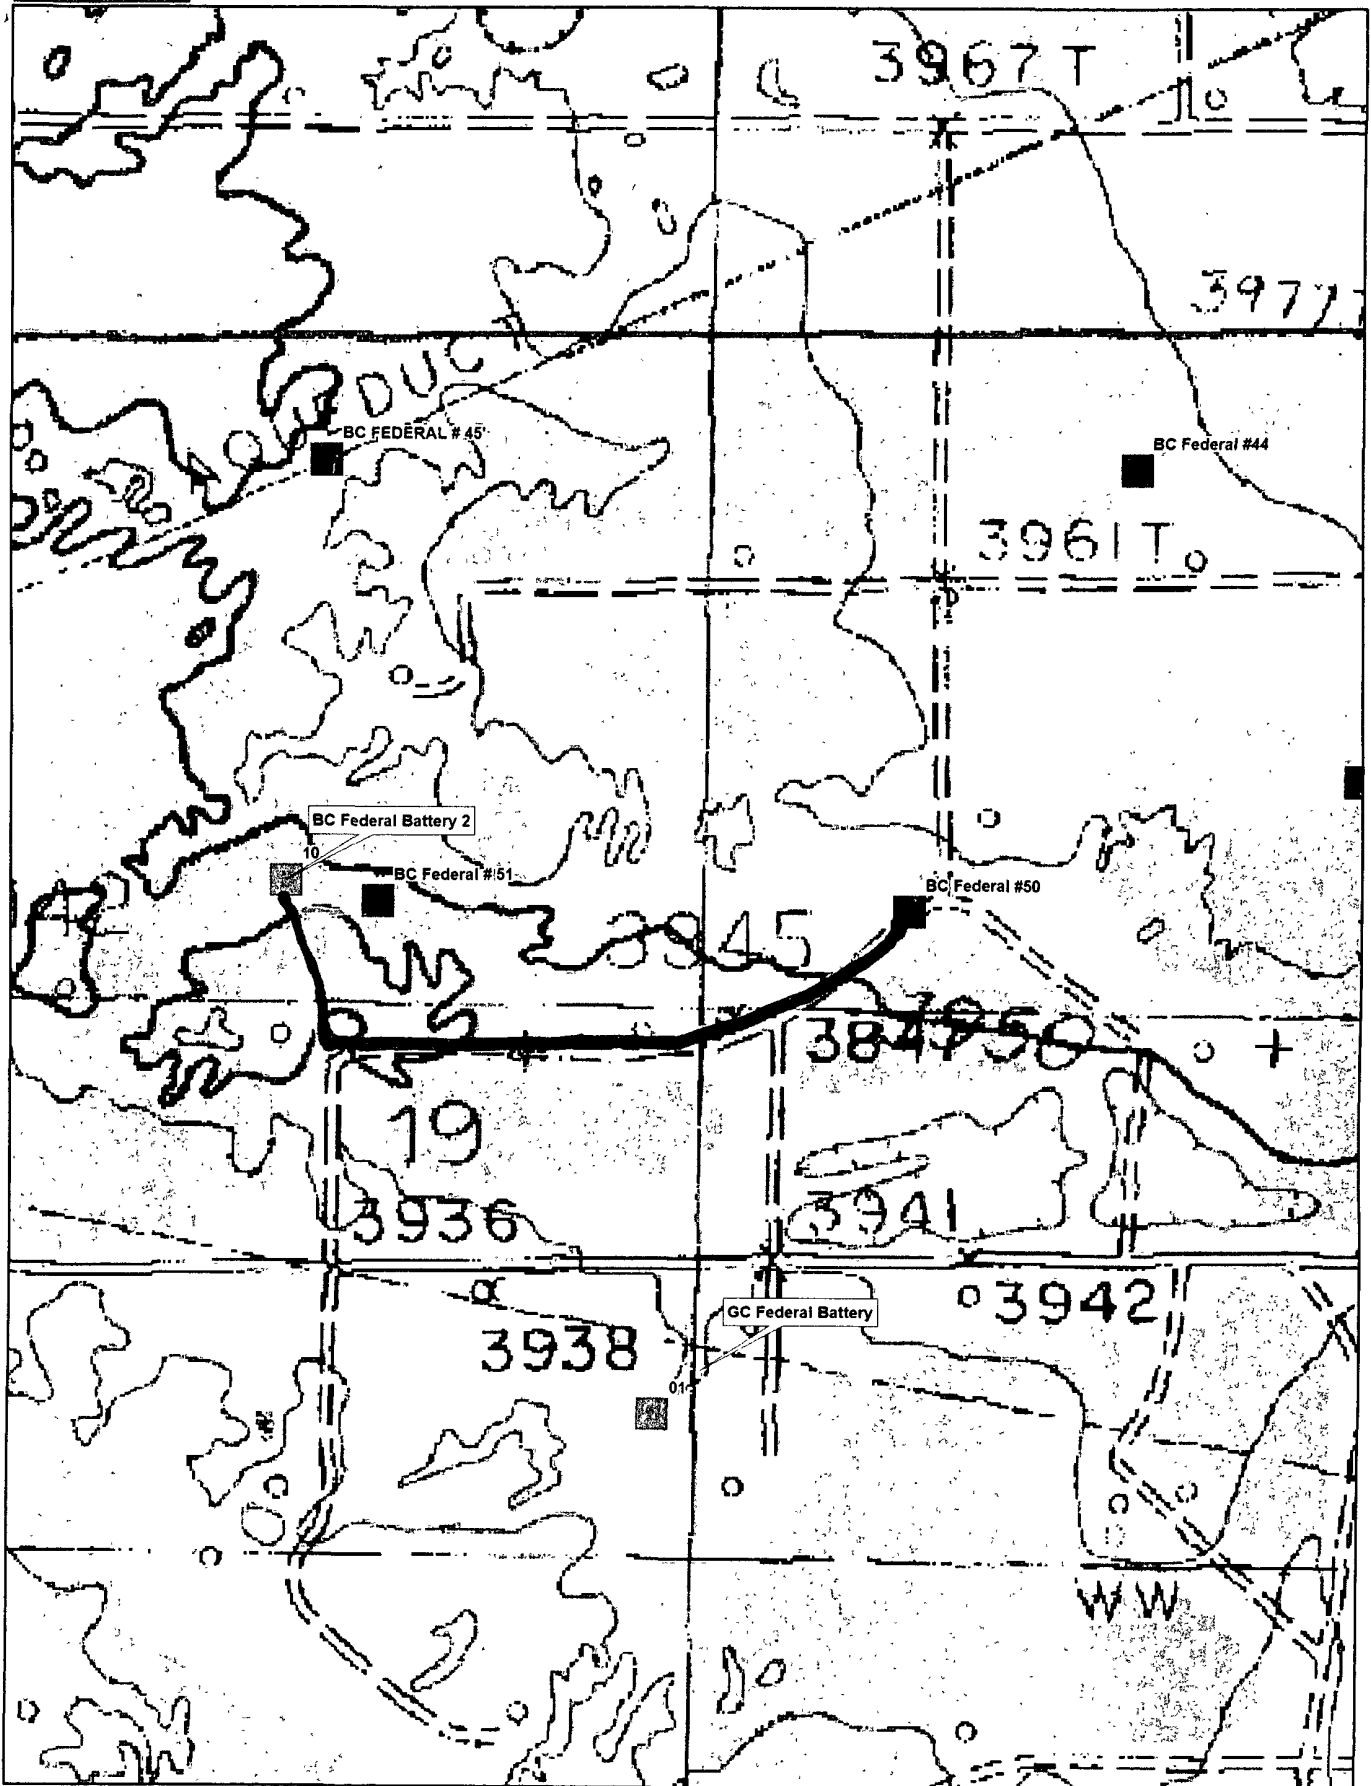 3967 T
3977
DUCT
BC FEDERAL # 45
BC Federal #44
3961 T
BC Federal Battery 2
10
BC Federal #51
BC Federal #50
3945
19
3936
3941
GC Federal Battery
3942
3938
01
W W